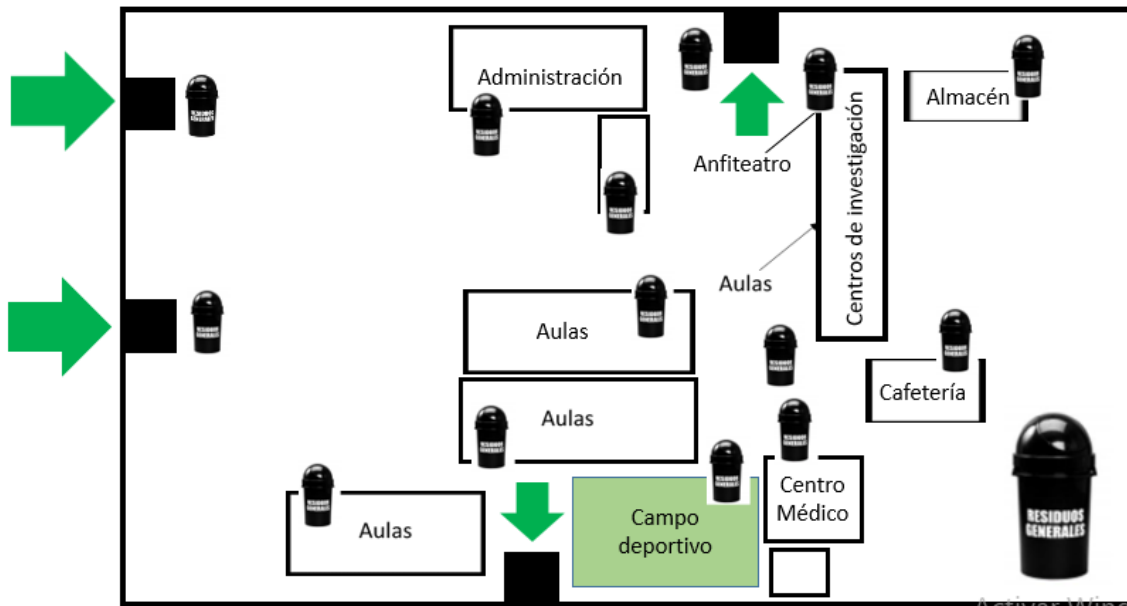 Administración
Almacén
Anfiteatro
Centros de investigación
Aulas
Aulas
Cafetería
Aulas
Centro
Médico
Campo
deportivo
Aulas
RESIDUOS
GENERALES